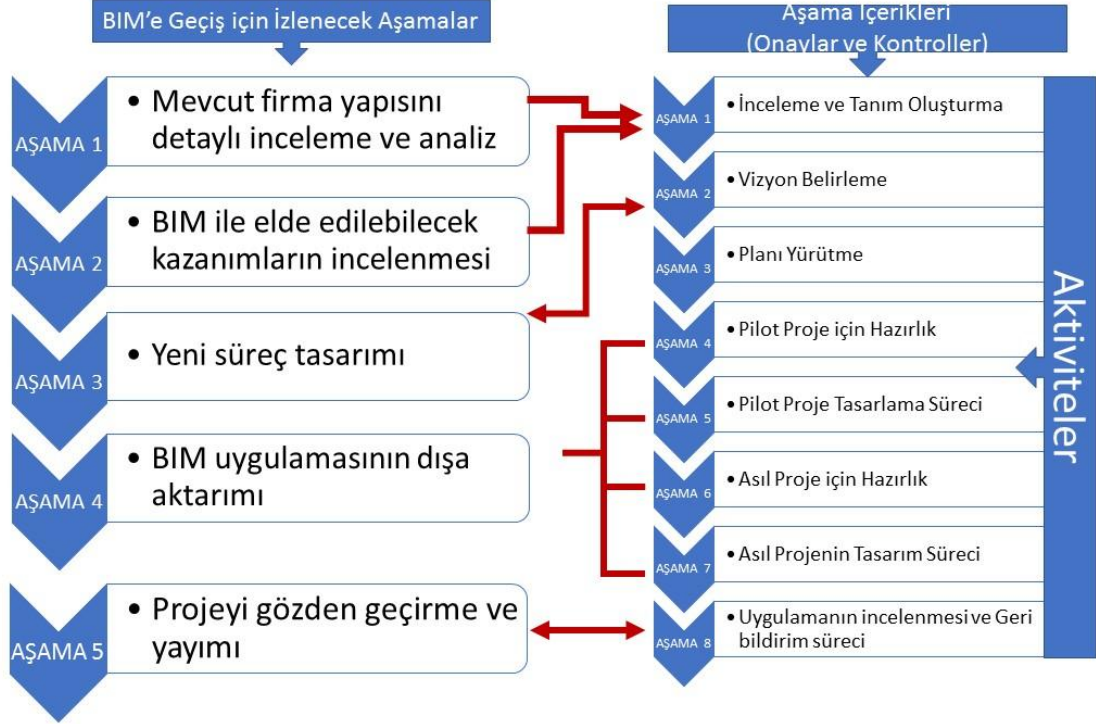 BIM’e Geçiş için İzlenecek Aşamalar
AŞAMA 1
• Mevcut firma yapısını
detaylı inceleme ve analiz
AŞAMA 2
• BIM ile elde edilebilecek
kazanımların incelenmesi
AŞAMA 3
• Yeni süreç tasarımı
AŞAMA 4
• BIM uygulamasının dışa
aktarımı
AŞAMA 5
• Projeyi gözden geçirme ve
yayımı
Aşama İçerikleri
(Onaylar ve Kontroller)
AŞAMA 1
• İnceleme ve Tanım Oluşturma
AŞAMA 2
• Vizyon Belirleme
AŞAMA 3
• Planı Yürütme
AŞAMA 4
• Pilot Proje için Hazırlık
AŞAMA 5
• Pilot Proje Tasarlama Süreci
AŞAMA 6
• Asıl Proje için Hazırlık
AŞAMA 7
• Asıl Projenin Tasarım Süreci
AŞAMA 8
• Uygulamanın incelenmesi ve Geri
bildirim süreci
Aktiviteler